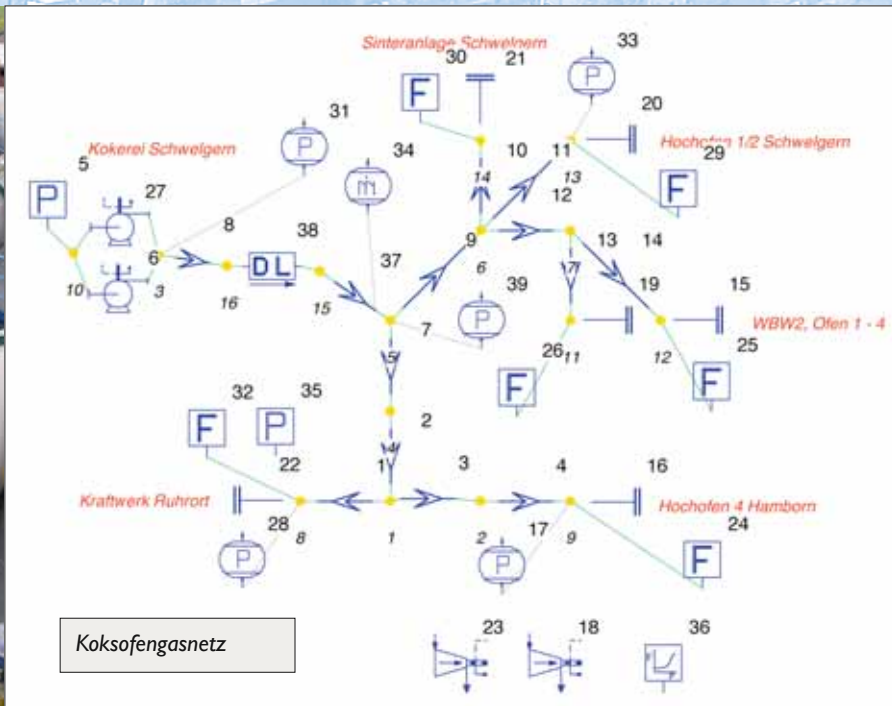 Sinteranlage Schwelnern
33
30 21
F
P
20
31
Kokerei Schwelgern
P
34
10 11
Hochofen 1/2 Schwelgern
5
14
13
29
27
ṁ
12
F
P
8
38
37
9
13 14
6
DL
6
7
19
15
10
3
16
15
39
7
P
WBW2, Öfen 1 - 4
5
26
11
12
25
F
F
32
35
2
F
P
4
22
1
3
4
16
Kraftwerk Ruhrort
Hochofen 4 Hamborn
28
8
1
2
17
9
24
P
P
F
Koksofengasnetz
23
18
36